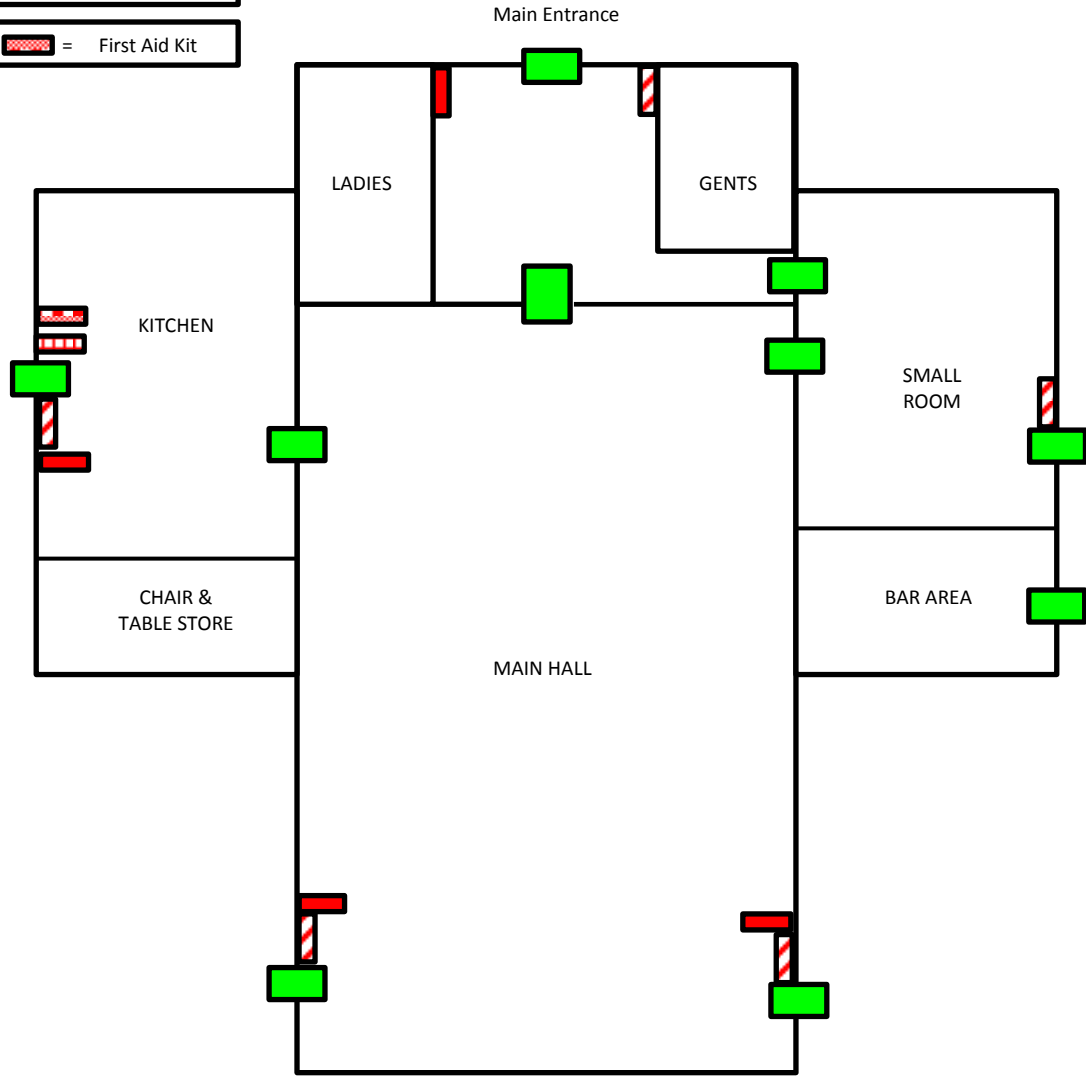 Main Entrance
= First Aid Kit
LADIES
GENTS
KITCHEN
SMALL
ROOM
CHAIR &
TABLE STORE
BAR AREA
MAIN HALL